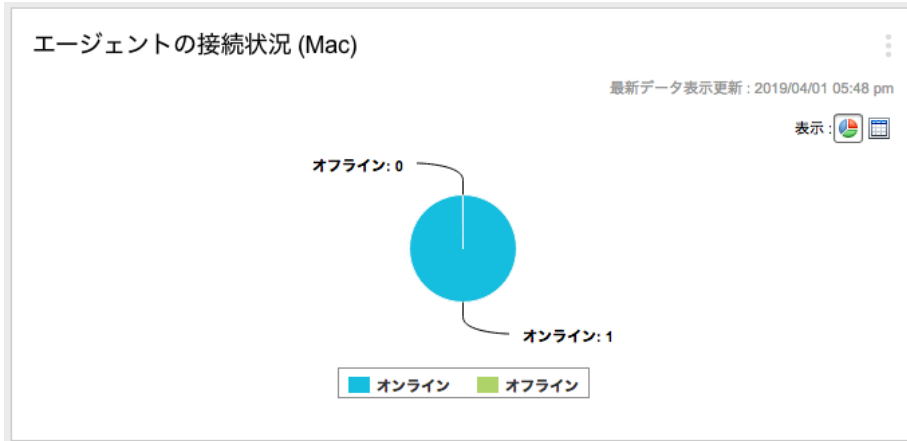 エージェントの接続状況 (Mac)
最新データ表示更新 : 2019/04/01 05:48 pm
表示 :
オフライン: 0
オンライン: 1
オンライン オフライン